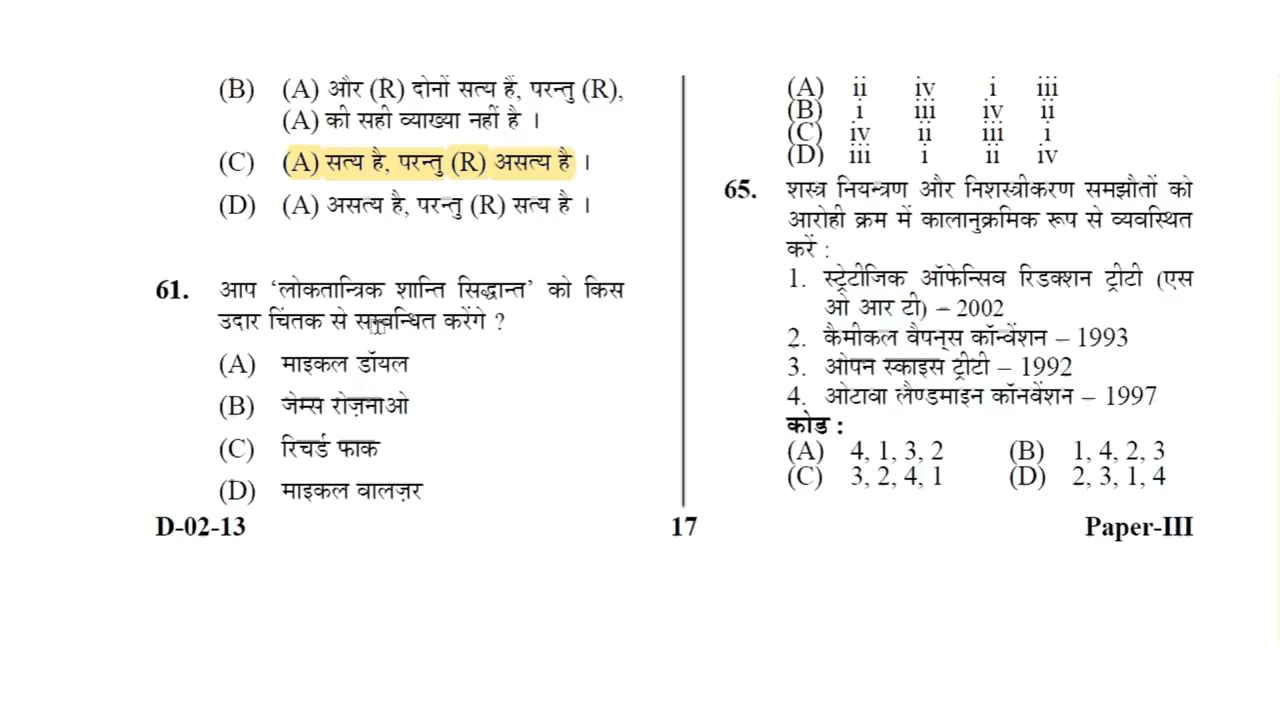 (B) (A) और (R) दोनों सत्य हैं, परन्तु (R),
(A) की सही व्याख्या नहीं है ।
(C) (A) सत्य है, परन्तु (R) असत्य है ।
(D) (A) असत्य है, परन्तु (R) सत्य है ।
61. आप ‘लोकतान्त्रिक शान्ति सिद्धान्त’ को किस
उदार चिंतक से सम्बन्धित करेंगे ?
(A) माइकल डॉयल
(B) जेम्स रोज़नाओ
(C) रिचर्ड फाक
(D) माइकल वालज़र
D-02-13
(A) ii iv i iii
(B) i iii iv ii
(C) iv ii iii i
(D) iii i ii iv
65. शस्त्र नियन्त्रण और निशस्त्रीकरण समझौतों को
आरोही क्रम में कालानुक्रमिक रूप से व्यवस्थित
करें :
1. स्ट्रेटीजिक ऑफेन्सिव रिडक्शन ट्रीटी (एस
ओ आर टी) – 2002
2. कैमीकल वैपन्स कॉन्वेंशन – 1993
3. ओपन स्काइस ट्रीटी – 1992
4. ओटावा लैण्डमाइन कॉनवेंशन – 1997
कोड :
(A) 4, 1, 3, 2 (B) 1, 4, 2, 3
(C) 3, 2, 4, 1 (D) 2, 3, 1, 4
17
Paper-III